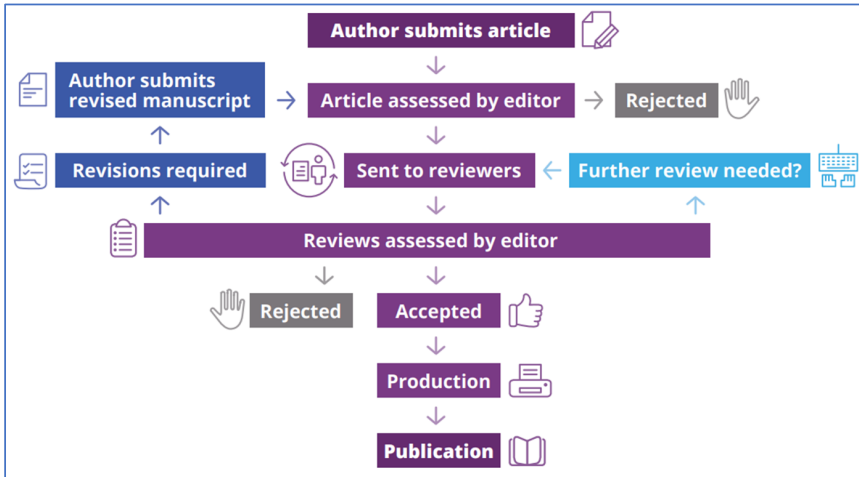 Author submits article
Author submits
revised manuscript
Article assessed by editor
Rejected
Revisions required
Sent to reviewers
Further review needed?
Reviews assessed by editor
Rejected
Accepted
Production
Publication